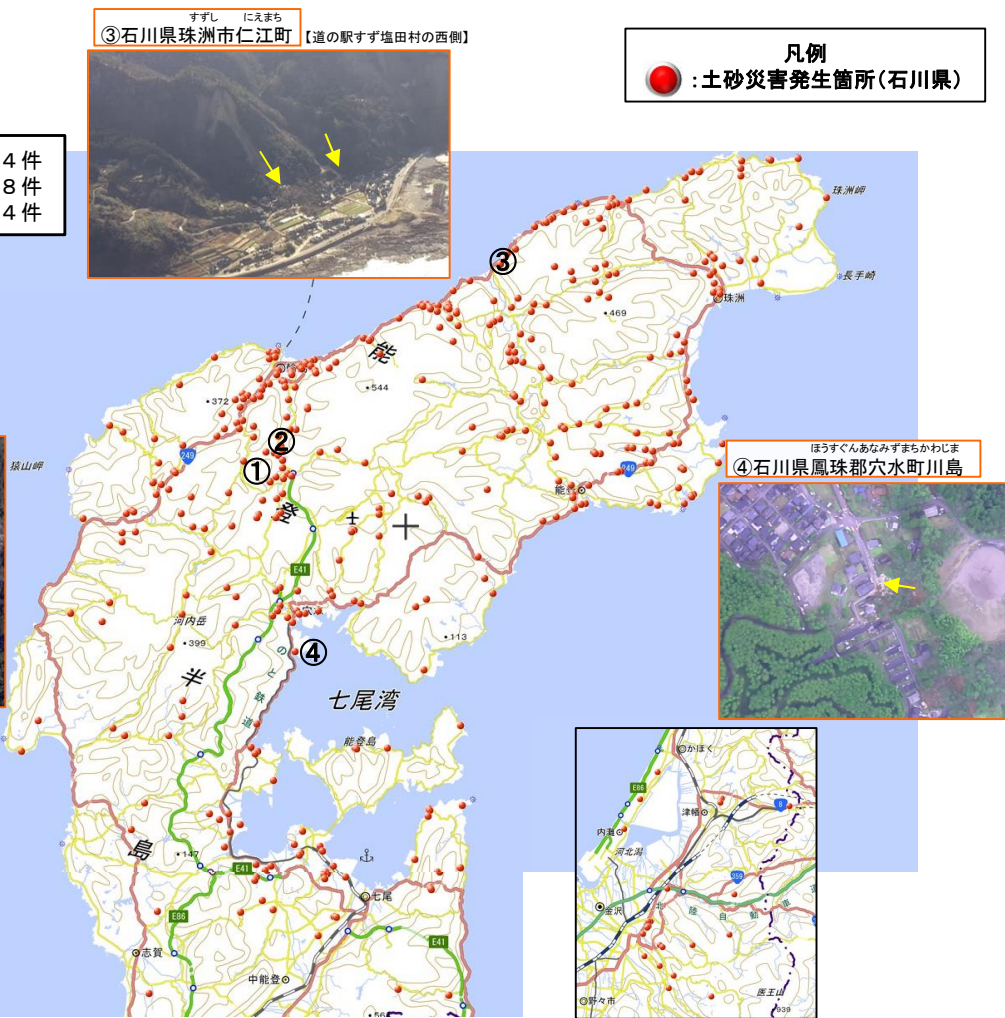 すずし にえまち
③石川県珠洲市仁江町【道の駅すず塩田村の西側】
凡例
:土砂災害発生箇所(石川県)
4件
8件
4件
珠洲岬
長手崎
③
珠洲
・469
能
・544
・372
②
①
249
猿山岬
登
249
能登
ほうすぐんあなみずまちかわじま
④石川県鳳珠郡穴水町川島
E41
穴水
河内岳
・399
・113
④
のと鉄道
半
七尾湾
能登島
島
・147
E41
七尾
E86
E41
志賀
中能登
かほく
E86
津幡
8
内灘
河北潟
359
金沢
北陸自動車道
野々市
医王山
939